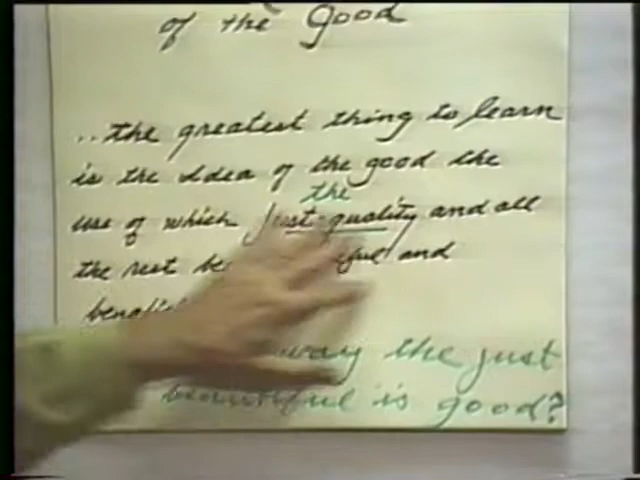 of the Good
..the greatest thing to learn
is the idea of the good the
the
use of which just quality and all
the rest and
way the just
beautiful is good?